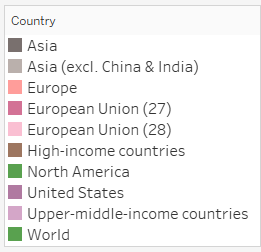 Country
Asia
Asia (excl. China & India)
Europe
European Union (27)
European Union (28)
High-income countries
North America
United States
Upper-middle-income countries
World